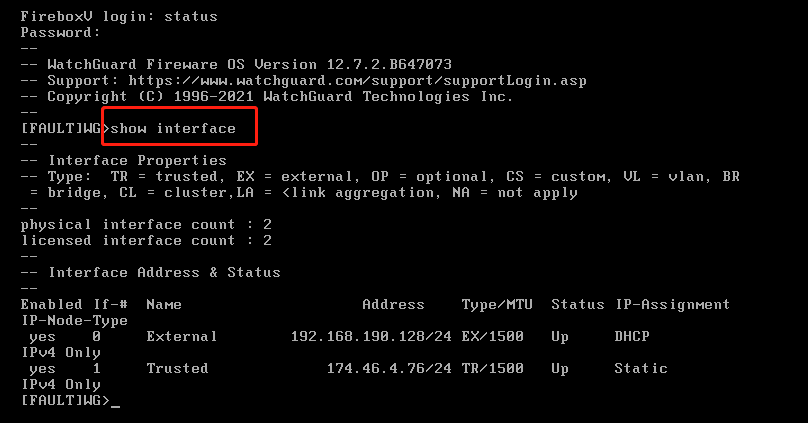 FireboxV login: status
Password:
--
-- WatchGuard Fireware OS Version 12.7.2.B647073
-- Support: https://www.watchguard.com/support/supportLogin.asp
-- Copyright (C) 1996-2021 WatchGuard Technologies Inc.
--
[FAULT]WG>show interface
--
-- Interface Properties
-- Type:  TR = trusted, EX = external, OP = optional, CS = custom, VL = vlan, BR
 = bridge, CL = cluster,LA = <link aggregation, NA = not apply
--
physical interface count : 2
licensed interface count : 2
--
-- Interface Address & Status
--
Enabled If-#  Name                    Address    Type/MTU  Status IP-Assignment
IP-Node-Type
 yes    0     External        192.168.190.128/24 EX/1500   Up     DHCP
IPv4 Only
 yes    1     Trusted             174.46.4.76/24 TR/1500   Up     Static
IPv4 Only
[FAULT]WG>_